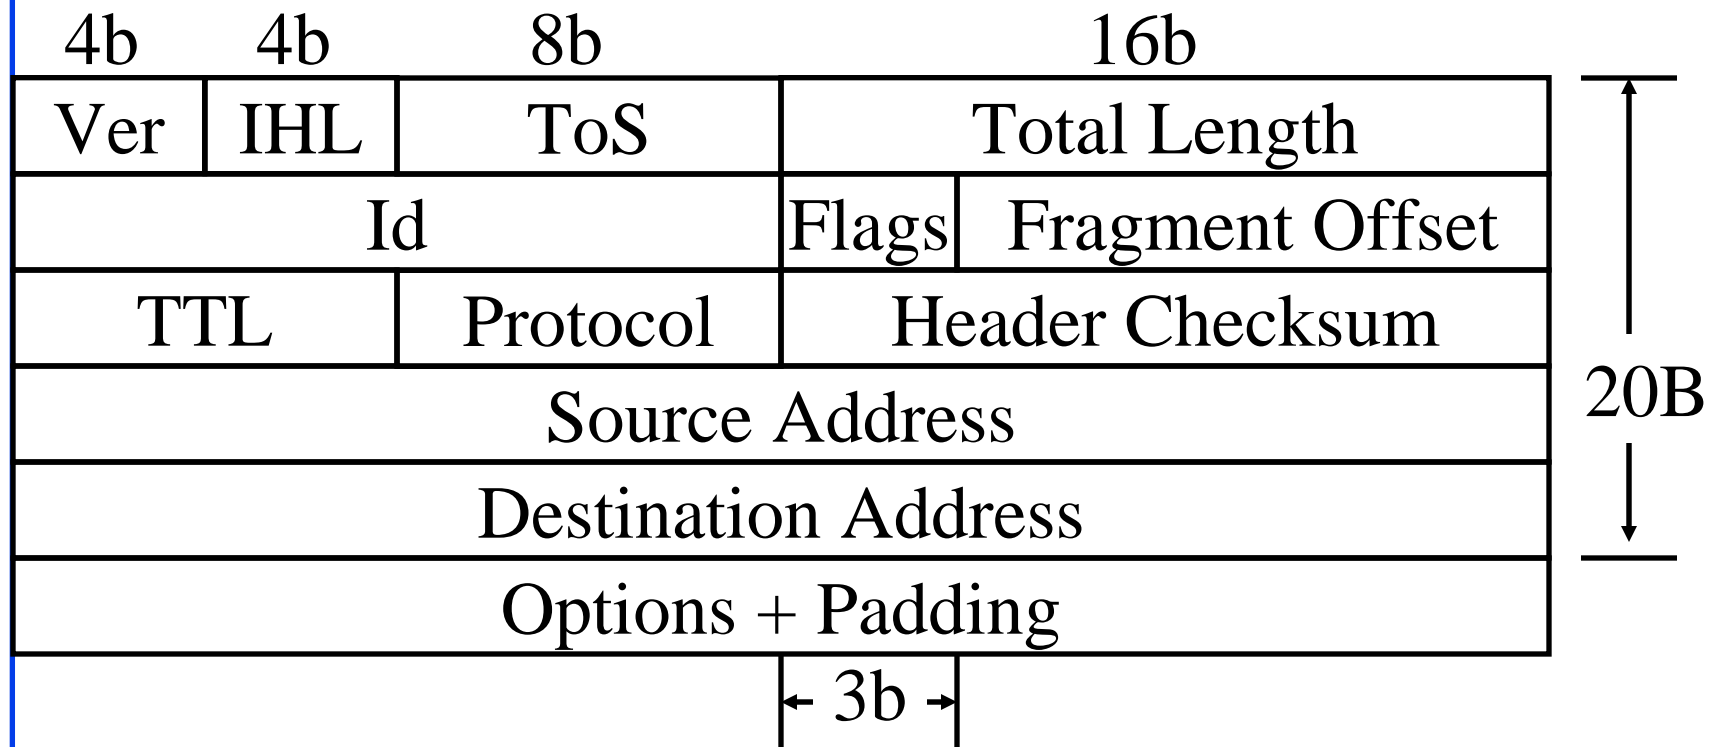 4b 4b 8b 16b
Ver IHL ToS Total Length
Id Flags Fragment Offset
TTL Protocol Header Checksum
Source Address
20B
Destination Address
Options + Padding
3b